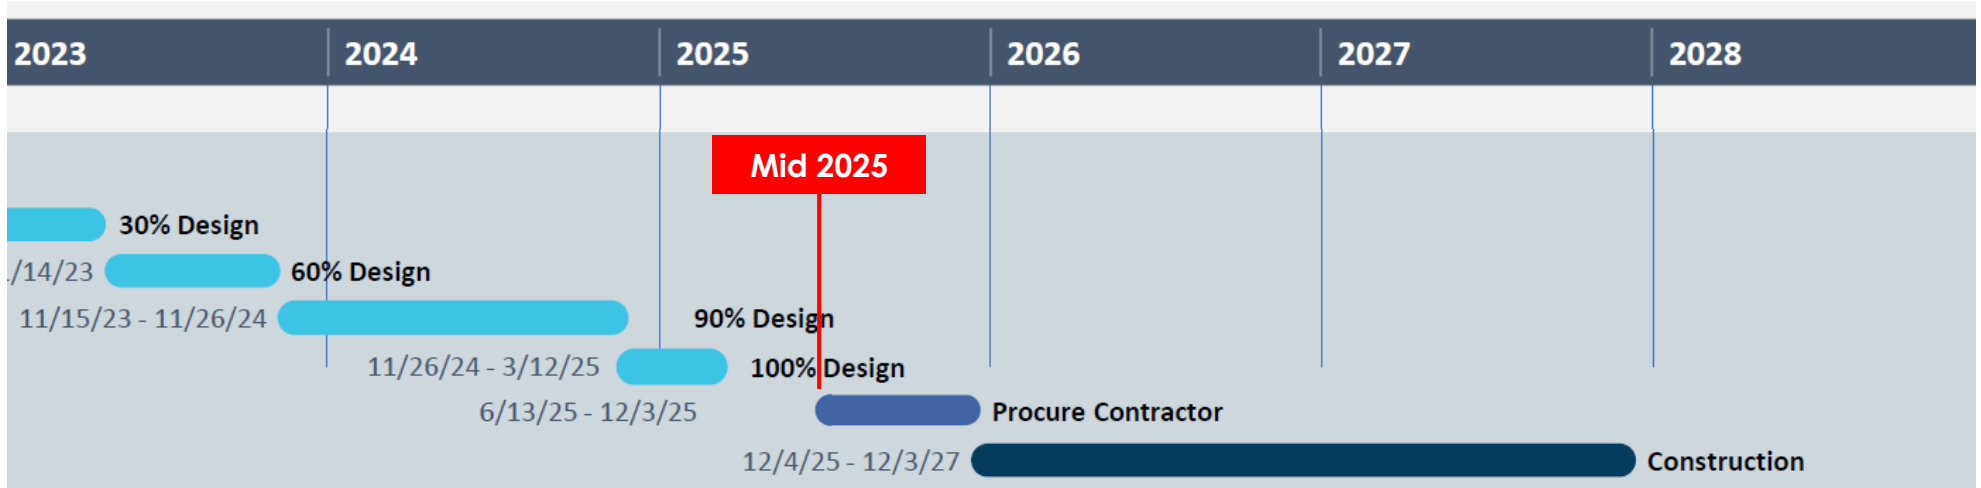 2023 2024 2025 2026 2027 2028
Mid 2025
30% Design
/14/23 60% Design
11/15/23 - 11/26/24 90% Design
11/26/24 - 3/12/25 100% Design
6/13/25 - 12/3/25 Procure Contractor
12/4/25 - 12/3/27 Construction